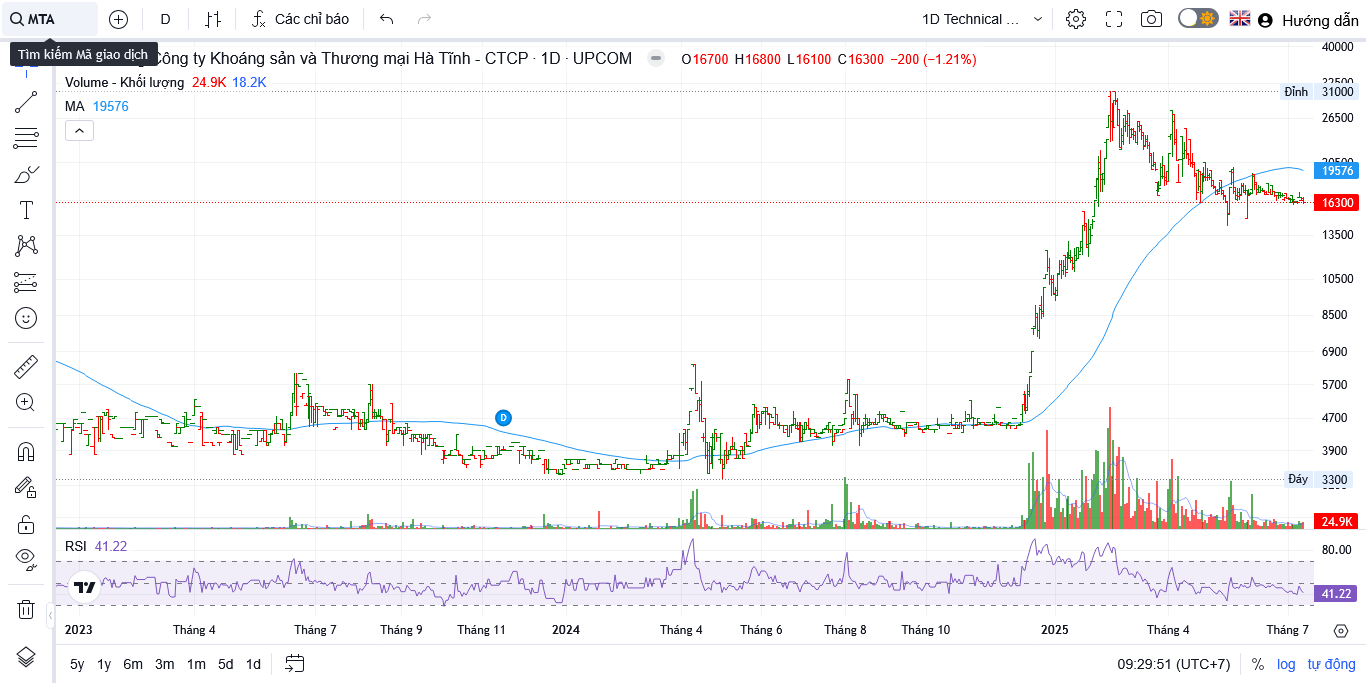 MTA
D
Các chỉ báo
1D Technical ...
Hướng dẫn
Tìm kiếm Mã giao dịch
Công ty Khoáng sản và Thương mại Hà Tĩnh - CTCP · 1D · UPCOM
O16700 H16800 L16100 C16300 −200 (−1.21%)
Volume - Khối lượng 24.9K 18.2K
MA 19576
40000
32500
Đỉnh 31000
26500
20500
19576
16300
13500
10500
8500
6900
5700
4700
3900
Đáy 3300
24.9K
D
RSI 41.22
80.00
41.22
2023 Tháng 4 Tháng 7 Tháng 9 Tháng 11 2024 Tháng 4 Tháng 6 Tháng 8 Tháng 10 2025 Tháng 4 Tháng 7
5y 1y 6m 3m 1m 5d 1d
09:29:51 (UTC+7) % log tự động